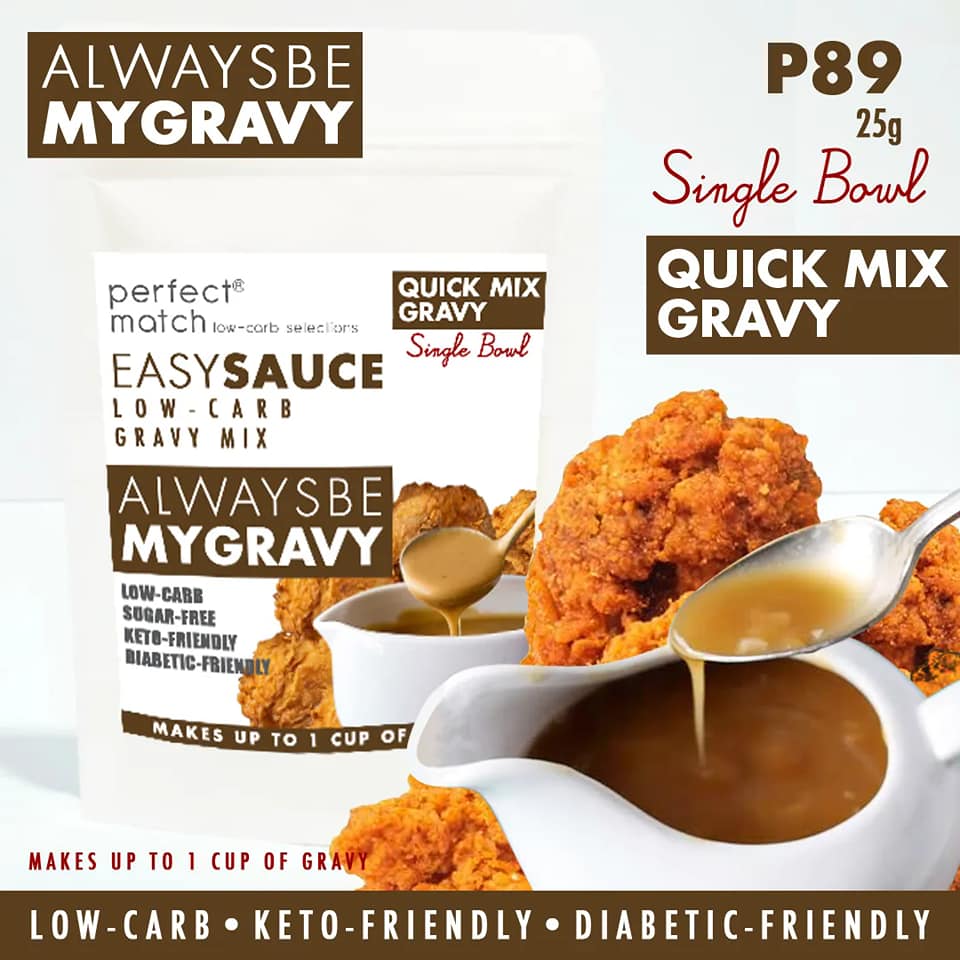 ALWAYSBE
MYGRAVY
P89
25g
Single Bowl
QUICK MIX
GRAVY
perfect®
match low-carb selections
EASYSAUCE
LOW-CARB
GRAVY MIX
QUICK MIX
GRAVY
Single Bowl
ALWAYSBE
MYGRAVY
LOW-CARB
SUGAR-FREE
KETO-FRIENDLY
DIABETIC-FRIENDLY
MAKES UP TO 1 CUP OF
MAKES UP TO 1 CUP OF GRAVY
LOW-CARB • KETO-FRIENDLY • DIABETIC-FRIENDLY